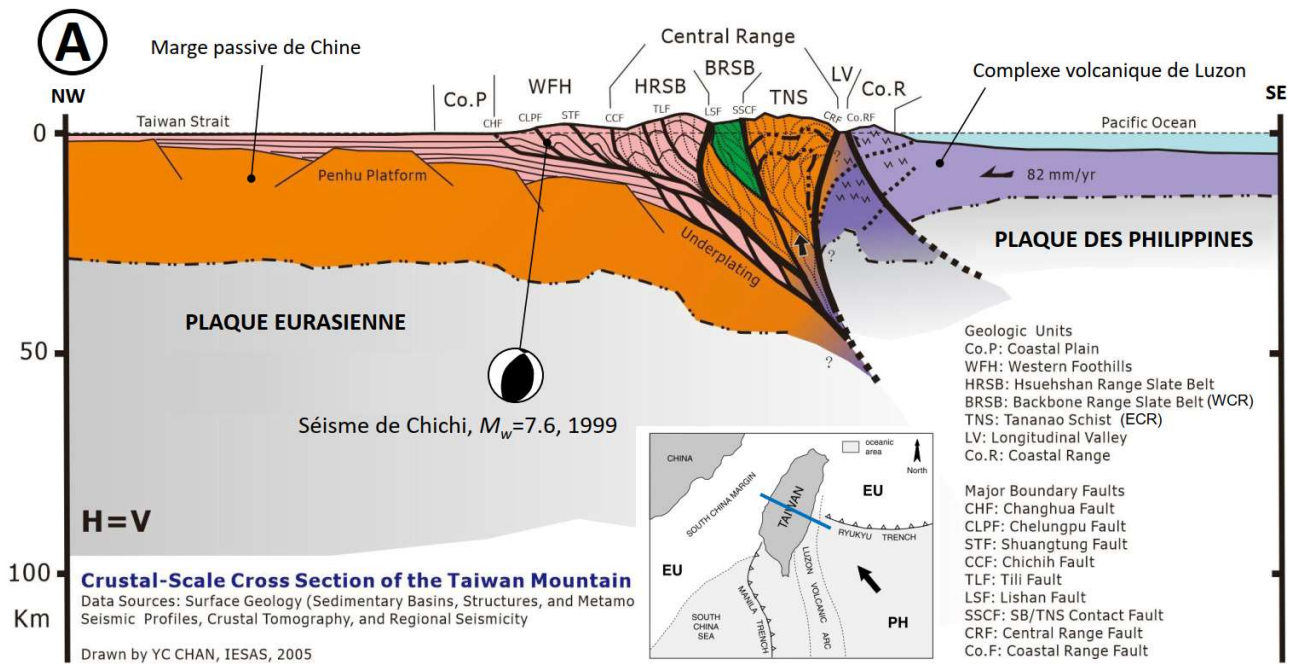 A
Marge passive de Chine
Central Range
Complexe volcanique de Luzon
NW
SE
Co.P
WFH
HRSB
BRSB
TNS
LV
Co.R
CHF
CLPF
STF
CCF
TLF
LSF
SSCF
CRF
Co.RF
0
Taiwan Strait
Pacific Ocean
Penhu Platform
82 mm/yr
?
Underplating
?
PLAQUE DES PHILIPPINES
PLAQUE EURASIENNE
50
?
Séisme de Chichi, Mw=7.6, 1999
Geologic Units
Co.P: Coastal Plain
WFH: Western Foothills
HRSB: Hsuehshan Range Slate Belt
BRSB: Backbone Range Slate Belt (WCR)
TNS: Tananao Schist (ECR)
LV: Longitudinal Valley
Co.R: Coastal Range
Major Boundary Faults
CHF: Changhua Fault
CLPF: Chelungpu Fault
STF: Shuangtung Fault
CCF: Chichih Fault
TLF: Tili Fault
LSF: Lishan Fault
SSCF: SB/TNS Contact Fault
CRF: Central Range Fault
Co.F: Coastal Range Fault
oceanic
area
North
CHINA
SOUTH CHINA MARGIN
TAIWAN
EU
RYUKYU TRENCH
EU
LUZON VOLCANIC ARC
MANILA TRENCH
SOUTH
CHINA
SEA
PH
H=V
100
Km
Crustal-Scale Cross Section of the Taiwan Mountain
Data Sources: Surface Geology (Sedimentary Basins, Structures, and Metamo
Seismic Profiles, Crustal Tomography, and Regional Seismicity
Drawn by YC CHAN, IESAS, 2005